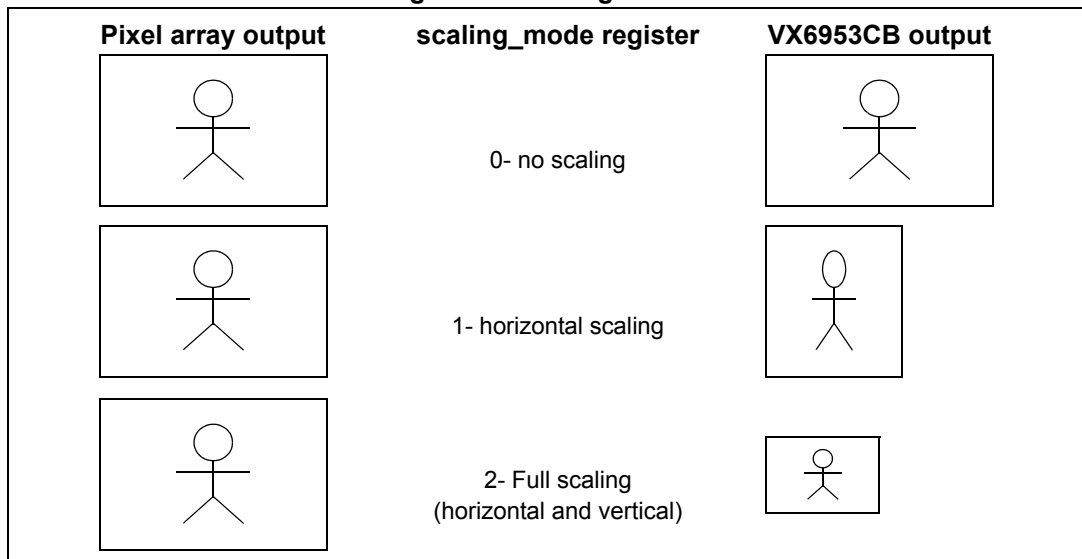 Pixel array output scaling_mode register VX6953CB output
0- no scaling
1- horizontal scaling
2- Full scaling
(horizontal and vertical)